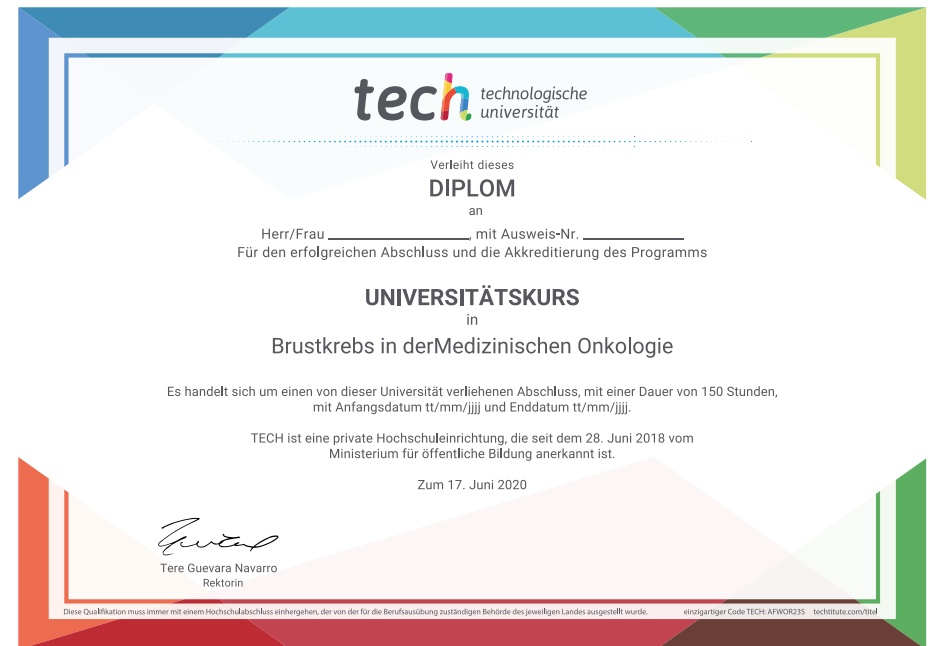 tech technologische
universität
Verleiht dieses
DIPLOM
an
Herr/Frau ____________________, mit Ausweis-Nr. ______________
Für den erfolgreichen Abschluss und die Akkreditierung des Programms
UNIVERSITÄTSKURS
in
Brustkrebs in derMedizinischen Onkologie
Es handelt sich um einen von dieser Universität verliehenen Abschluss, mit einer Dauer von 150 Stunden,
mit Anfangsdatum tt/mm/jjjj und Enddatum tt/mm/jjjj.
TECH ist eine private Hochschuleinrichtung, die seit dem 28. Juni 2018 vom
Ministerium für öffentliche Bildung anerkannt ist.
Zum 17. Juni 2020
Tere Guevara Navarro
Rektorin
Diese Qualifikation muss immer mit einem Hochschulabschluss einhergehen, der von der für die Berufsausübung zuständigen Behörde des jeweiligen Landes ausgestellt wurde. einzigartiger Code TECH: AFWOR23S techtitute.com/titel